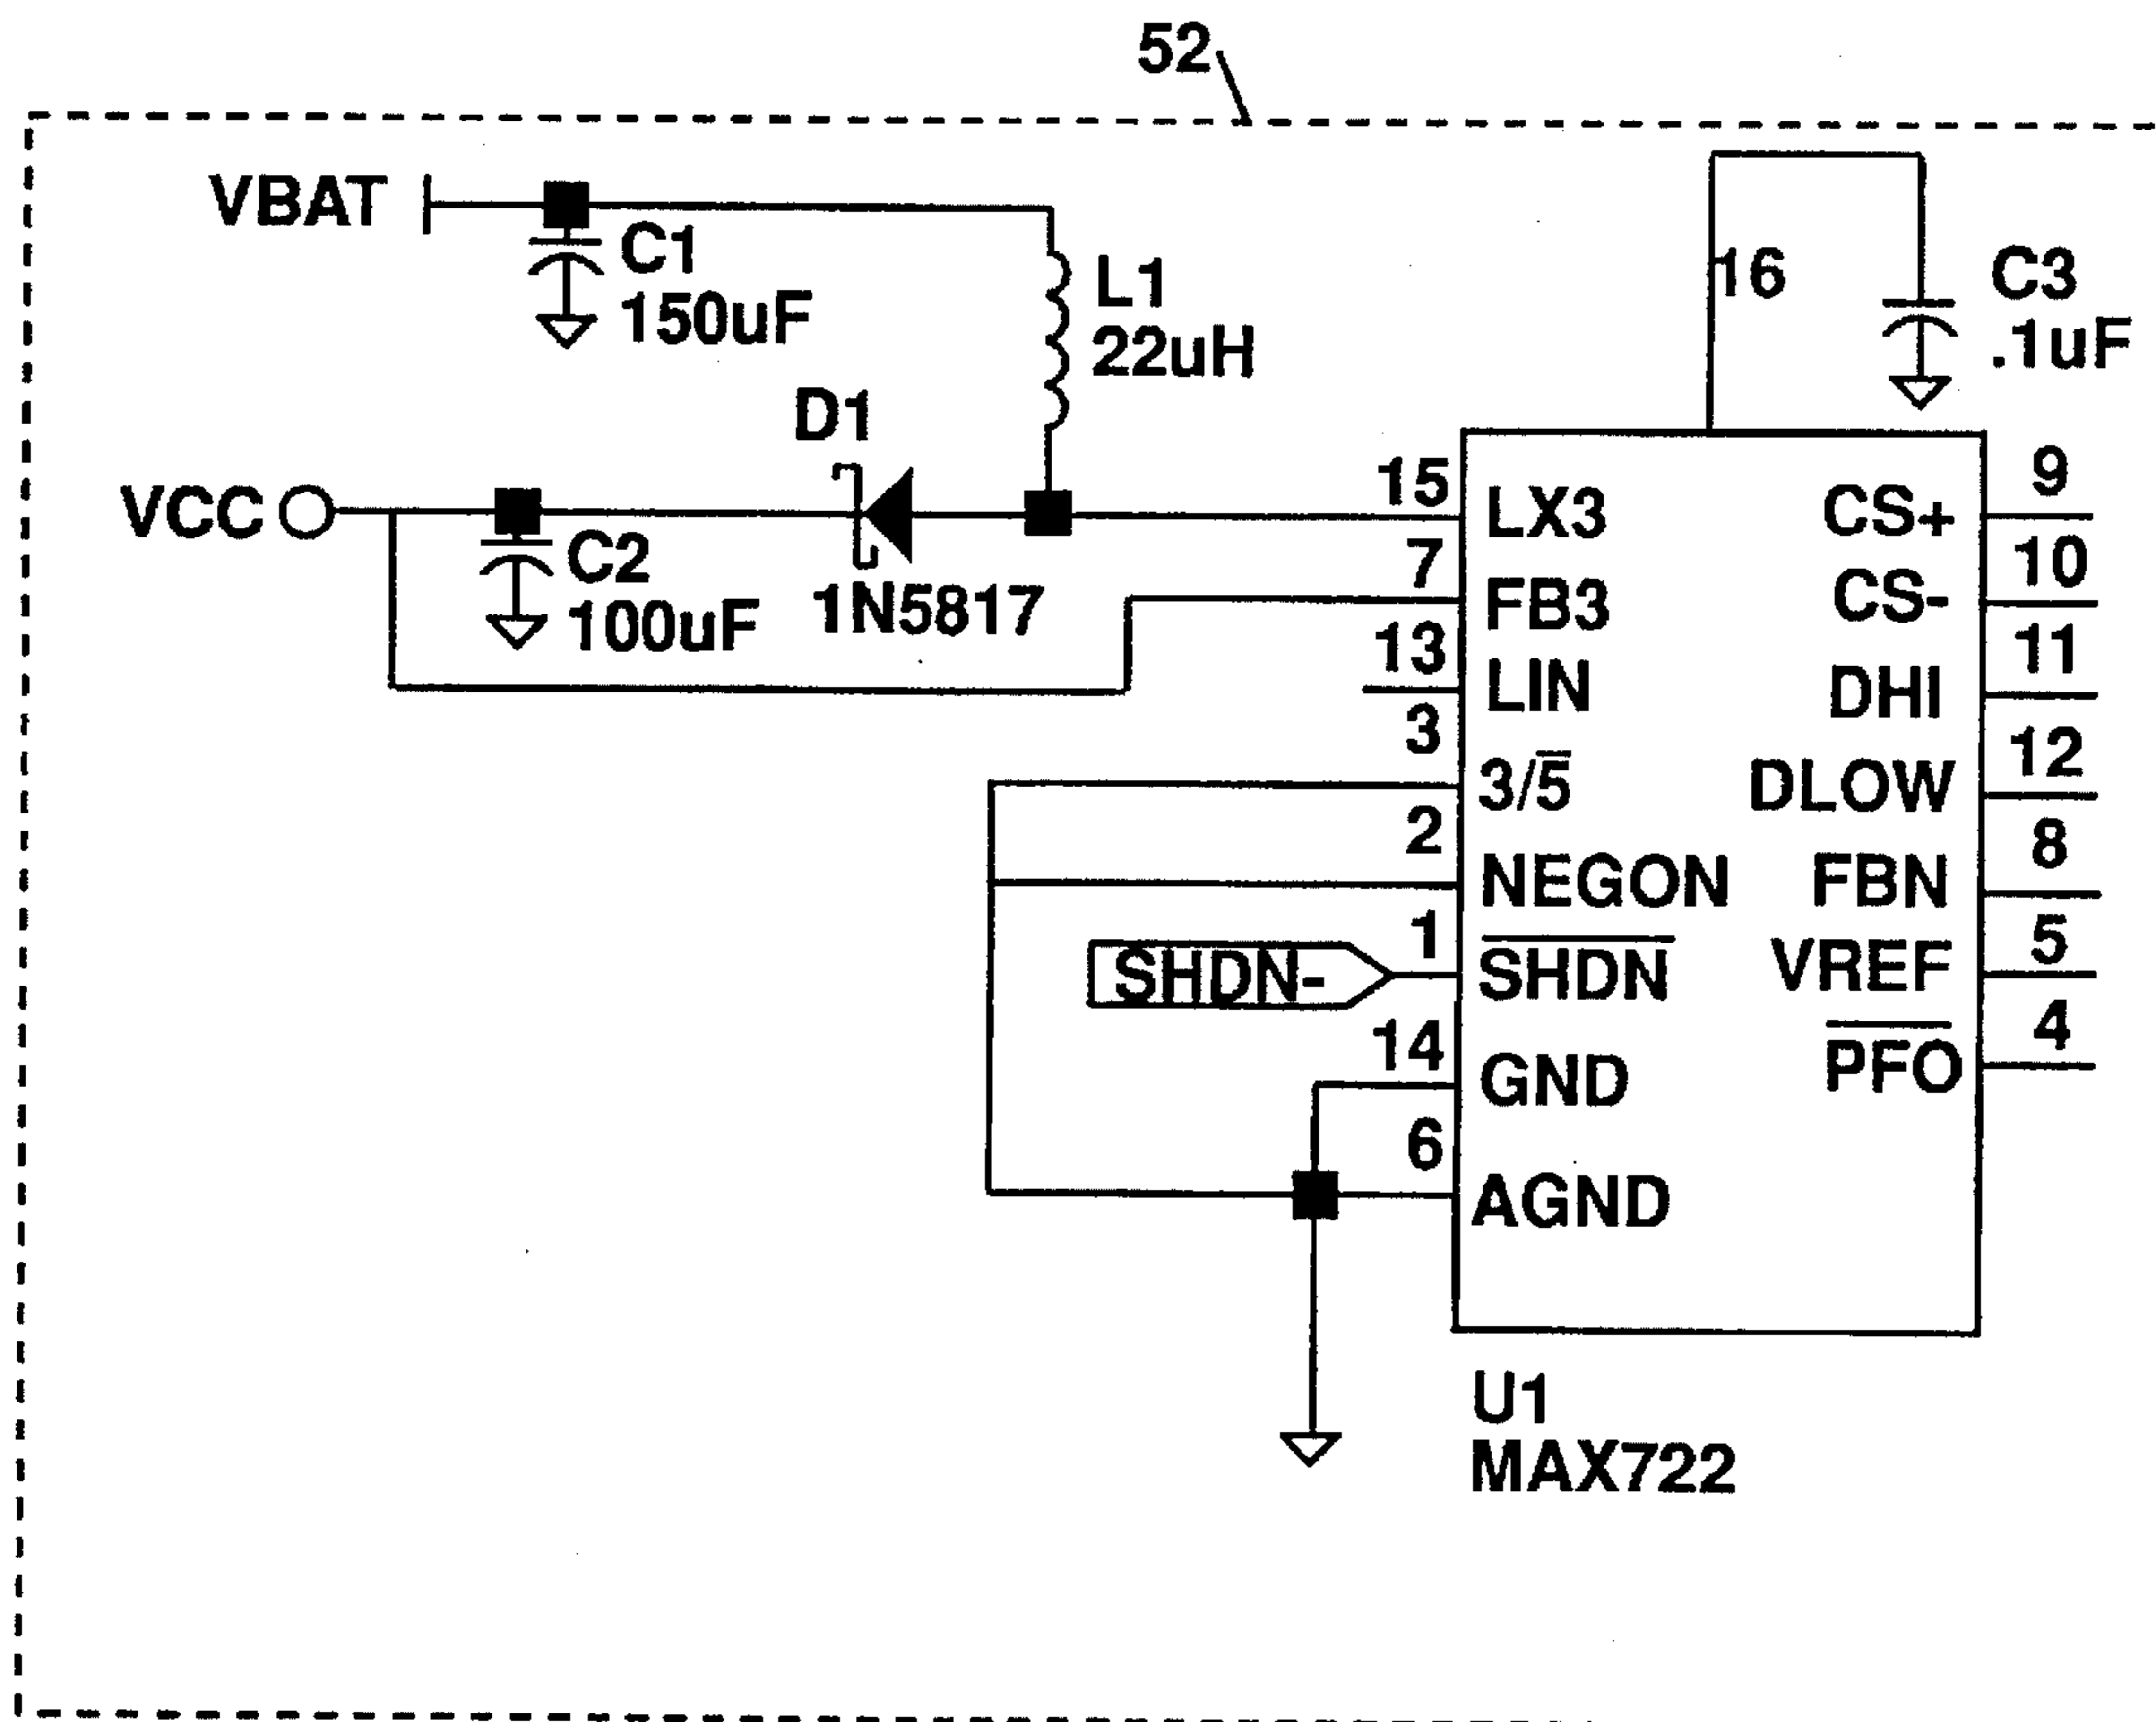 52
VBAT
C1
150uF
L1
22uH
16
C3
.1uF
D1
VCC
C2
100uF
1N5817
15
LX3
CS+
9
7
FB3
CS-
10
13
LIN
DHI
11
3
3/5̅
DLOW
12
2
NEGON
FBN
8
SHDN-
1
S̅H̅D̅N̅
VREF
5
14
GND
P̅F̅O̅
4
6
AGND
U1
MAX722